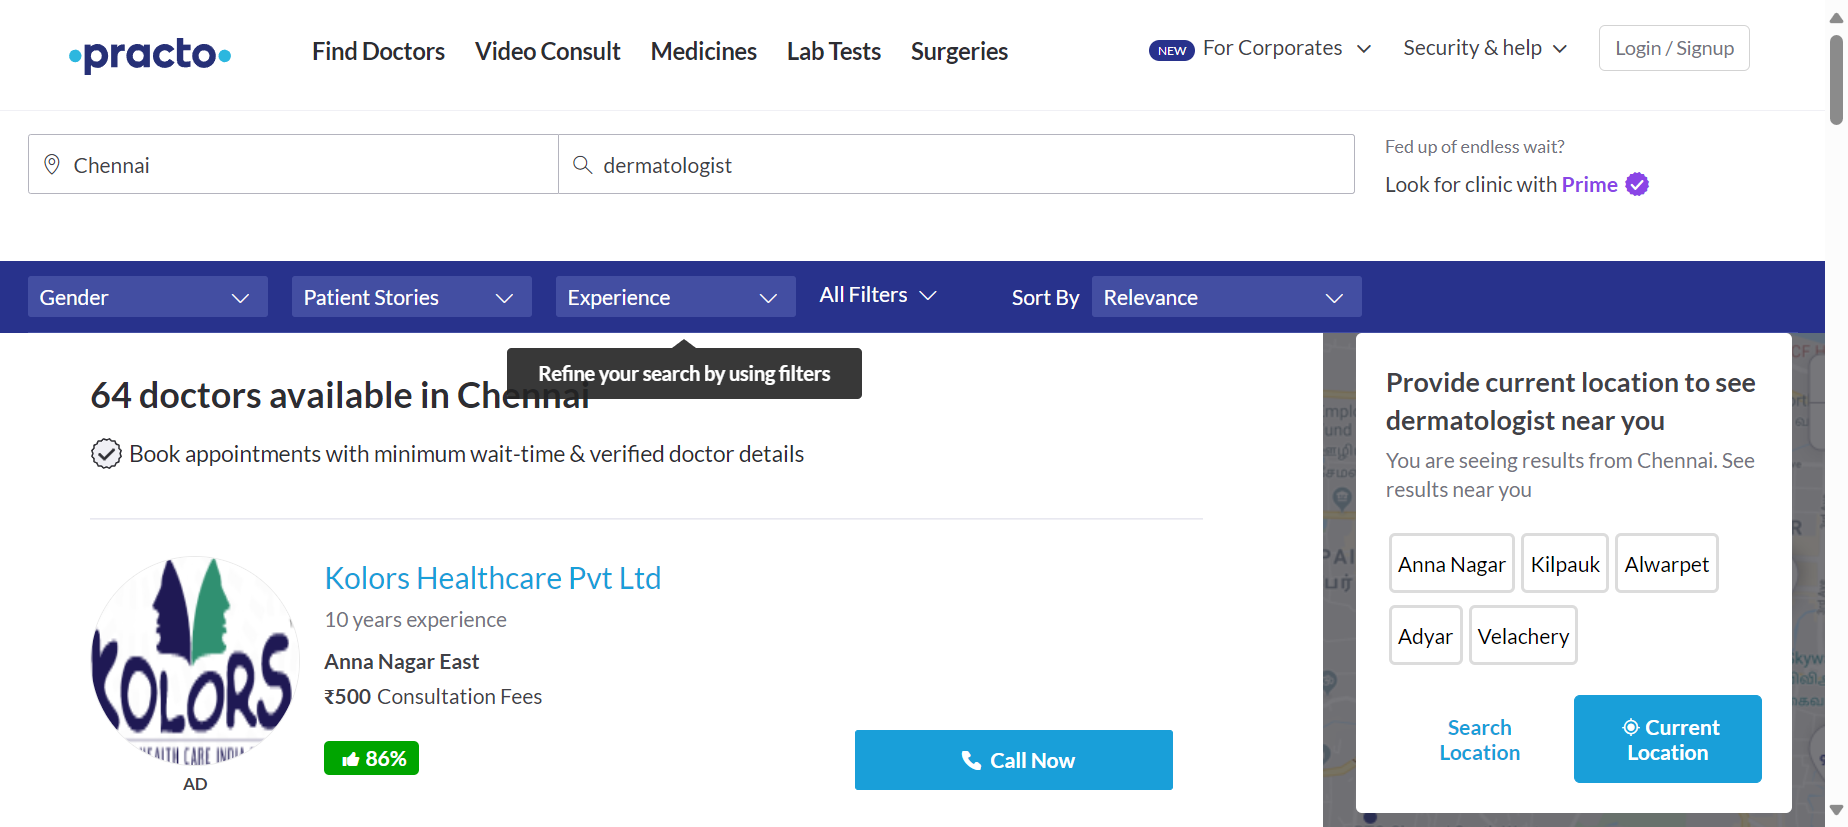 practo
Find Doctors
Video Consult
Medicines
Lab Tests
Surgeries
NEW
For Corporates
Security & help
Login / Signup
Chennai
dermatologist
Fed up of endless wait?
Look for clinic with Prime
Gender
Patient Stories
Experience
All Filters
Sort By
Relevance
Refine your search by using filters
64 doctors available in Chennai
Book appointments with minimum wait-time & verified doctor details
KOLORS
HEALTH CARE INDIA
AD
Kolors Healthcare Pvt Ltd
10 years experience
Anna Nagar East
₹500 Consultation Fees
86%
Call Now
Provide current location to see
dermatologist near you
You are seeing results from Chennai. See
results near you
Anna Nagar
Kilpauk
Alwarpet
Adyar
Velachery
Search
Location
Current
Location